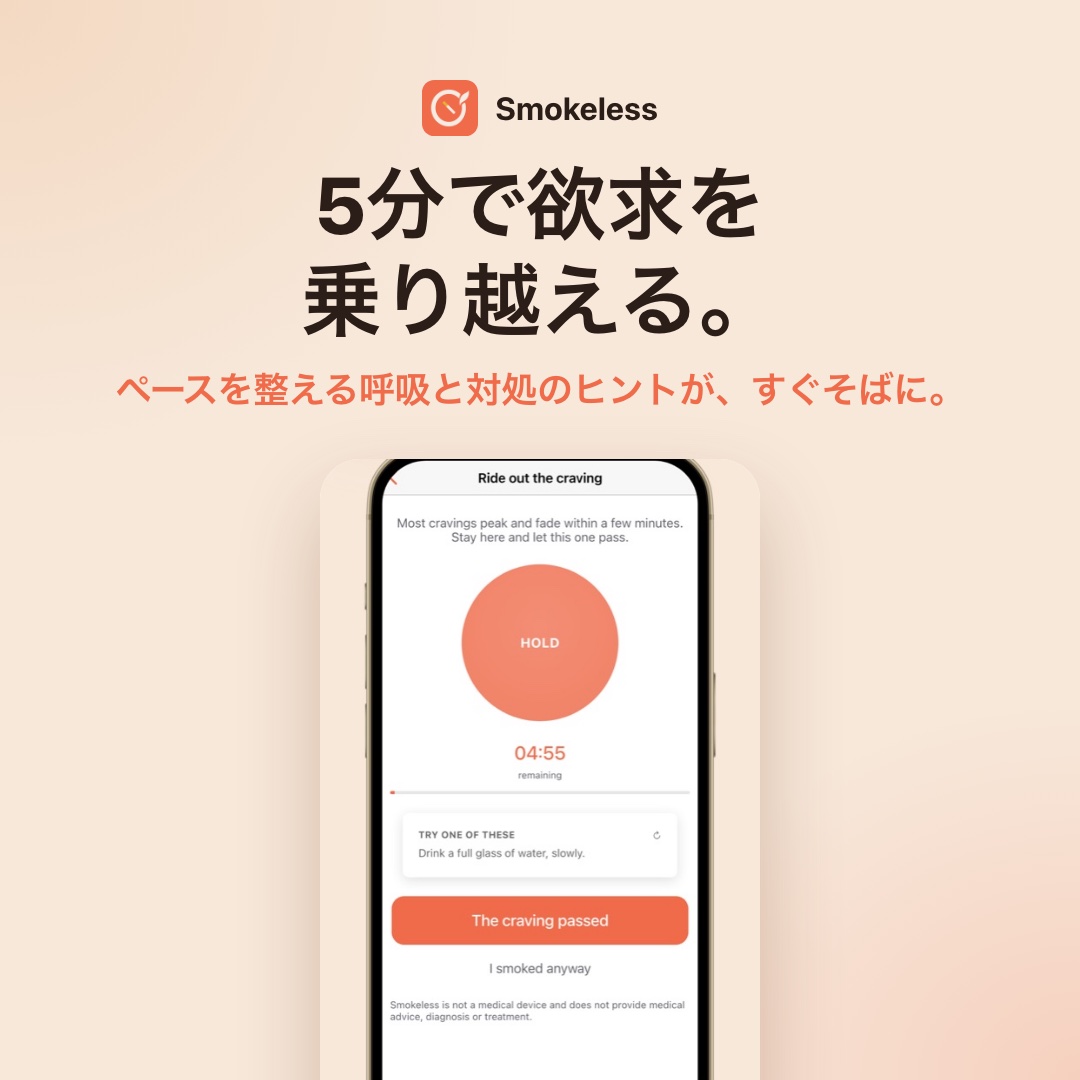 Smokeless
5分で欲求を
乗り越える。
ペースを整える呼吸と対処のヒントが、すぐそばに。
Ride out the craving
Most cravings peak and fade within a few minutes.
Stay here and let this one pass.
HOLD
04:55
remaining
TRY ONE OF THESE
Drink a full glass of water, slowly.
The craving passed
I smoked anyway
Smokeless is not a medical device and does not provide medical
advice, diagnosis or treatment.